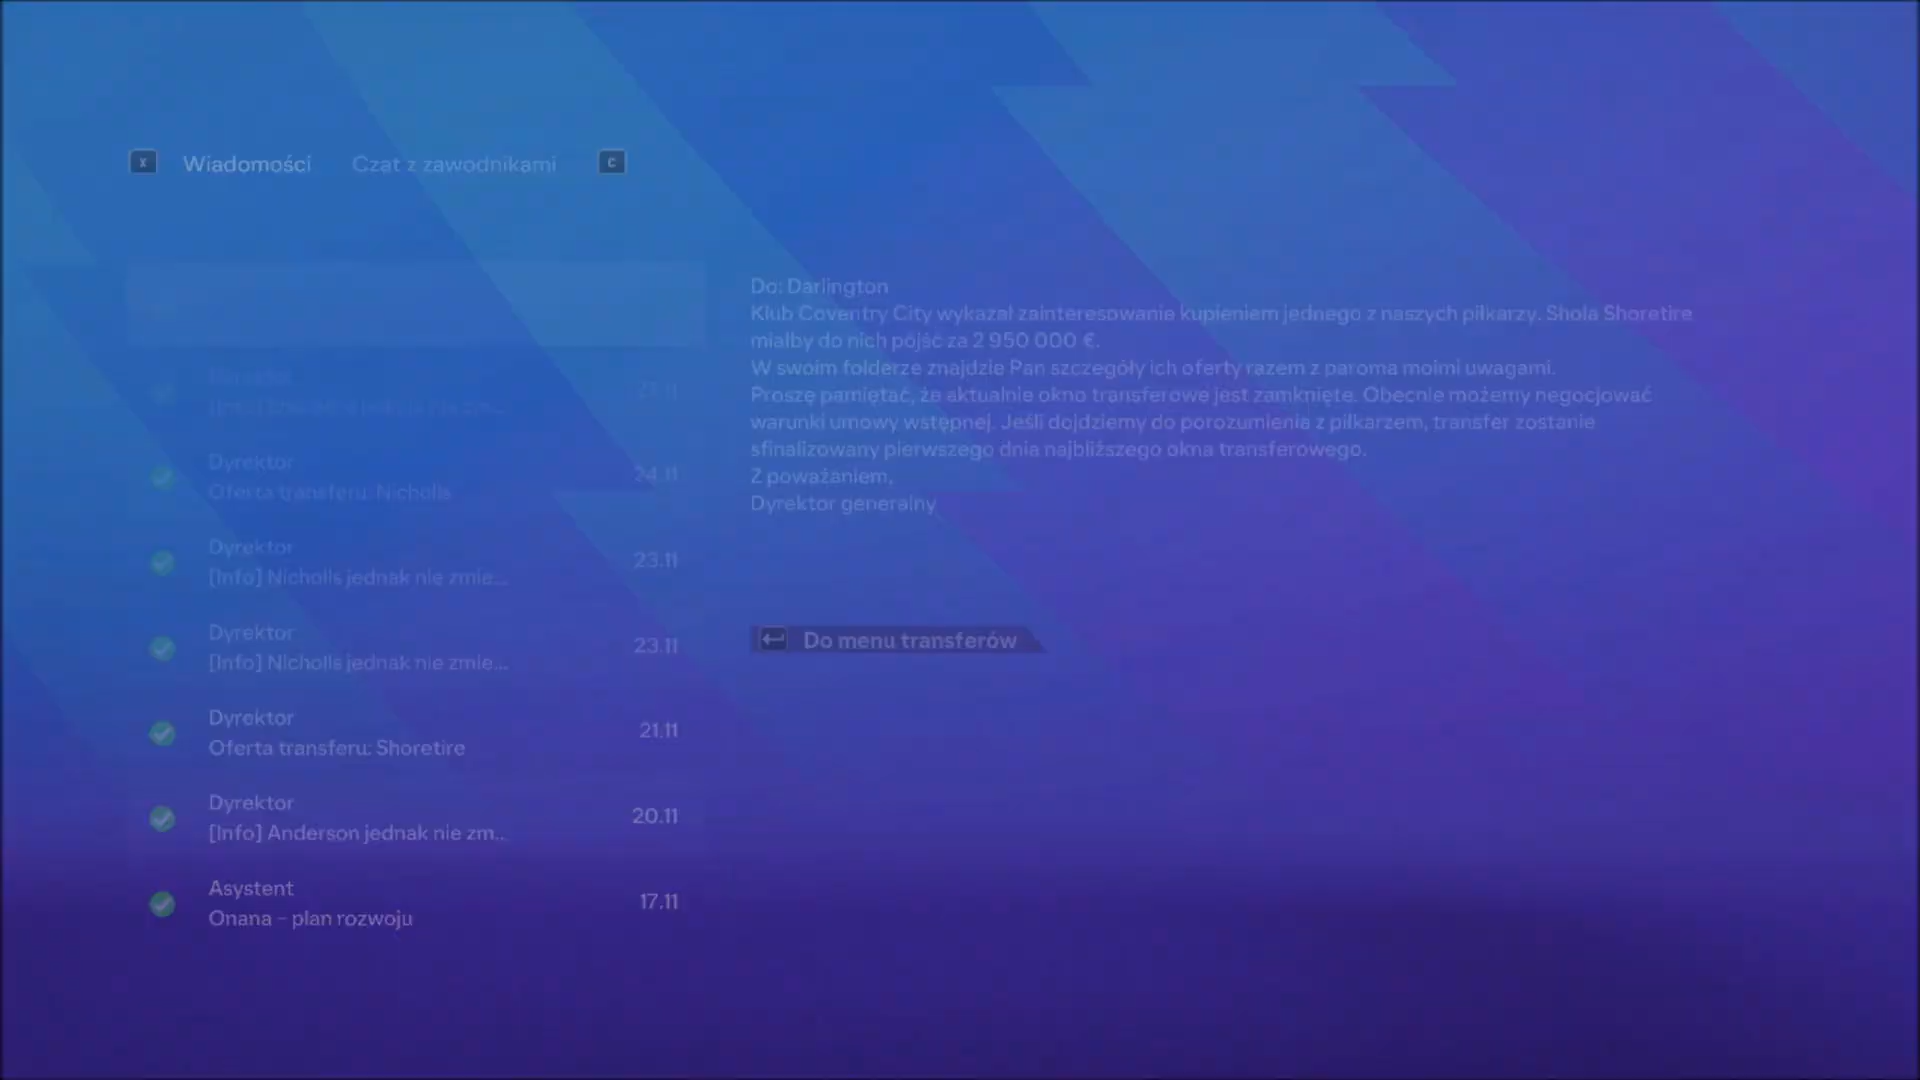 X Wiadomości Czat z zawodnikami C
Do: Darlington
Klub Coventry City wykazał zainteresowanie kupieniem jednego z naszych piłkarzy. Shola Shoretire
miałby do nich pójść za 2 950 000 €.
W swoim folderze znajdzie Pan szczegóły ich oferty razem z paroma moimi uwagami.
Proszę pamiętać, że aktualnie okno transferowe jest zamknięte. Obecnie możemy negocjować
warunki umowy wstępnej. Jeśli dojdziemy do porozumienia z piłkarzem, transfer zostanie
sfinalizowany pierwszego dnia najbliższego okna transferowego.
Z poważaniem,
Dyrektor generalny
Do menu transferów
Dyrektor
24.11
Oferta transferu: Nicholls
Dyrektor
23.11
[Info] Nicholls jednak nie zmie...
Dyrektor
23.11
[Info] Nicholls jednak nie zmie...
Dyrektor
21.11
Oferta transferu: Shoretire
Dyrektor
20.11
[Info] Anderson jednak nie zm...
Asystent
17.11
Onana – plan rozwoju